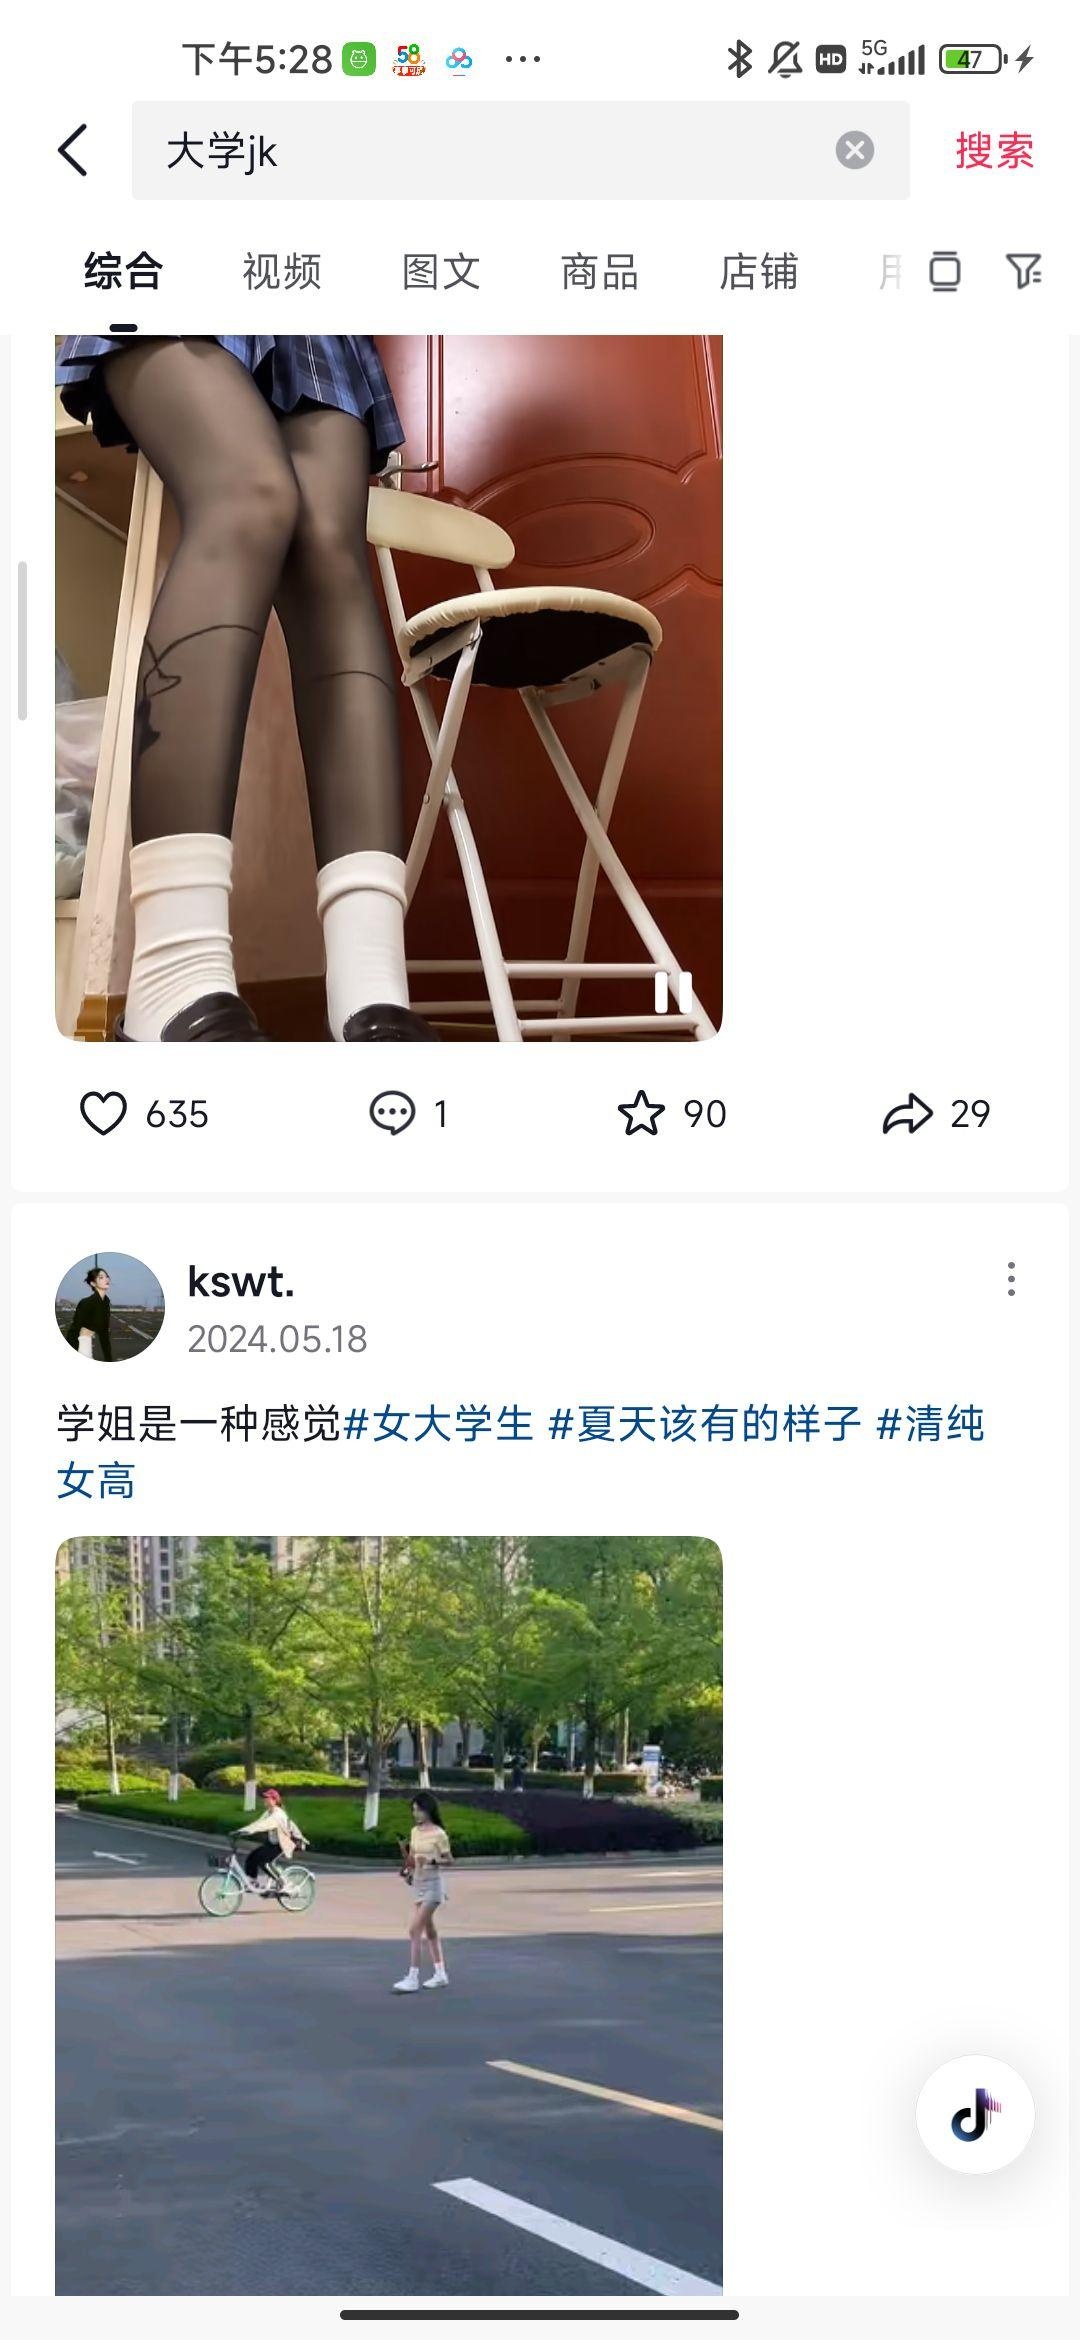 下午5:28
58
HD
5G
47
大学jk
搜索
综合
视频
图文
商品
店铺
635
1
90
29
kswt.
2024.05.18
学姐是一种感觉#女大学生 #夏天该有的样子 #清纯
女高